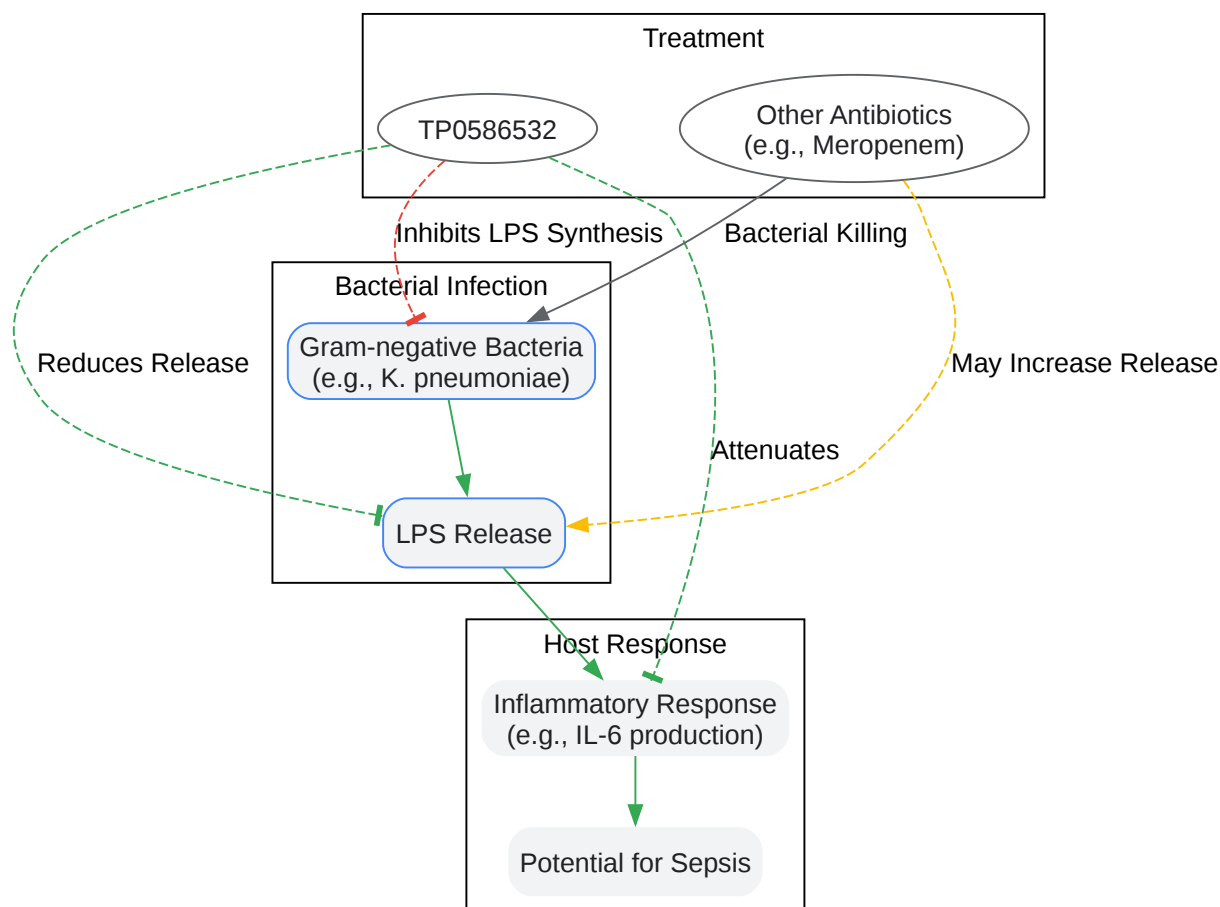 Treatment
TP0586532
Other Antibiotics
(e.g., Meropenem)
Inhibits LPS Synthesis
Bacterial Killing
Bacterial Infection
Gram-negative Bacteria
(e.g., K. pneumoniae)
Reduces Release
May Increase Release
Attenuates
LPS Release
Host Response
Inflammatory Response
(e.g., IL-6 production)
Potential for Sepsis